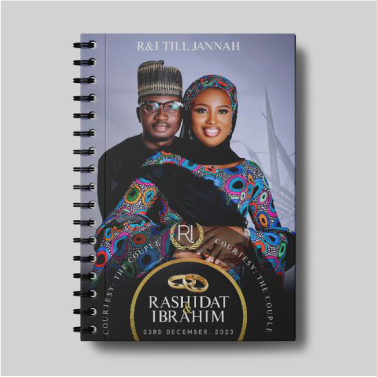 R&I TILL JANNAH
RI
COURTESY: THE COUPLE
COURTESY: THE COUPLE
RASHIDAT
&
IBRAHIM
23RD DECEMBER, 2023